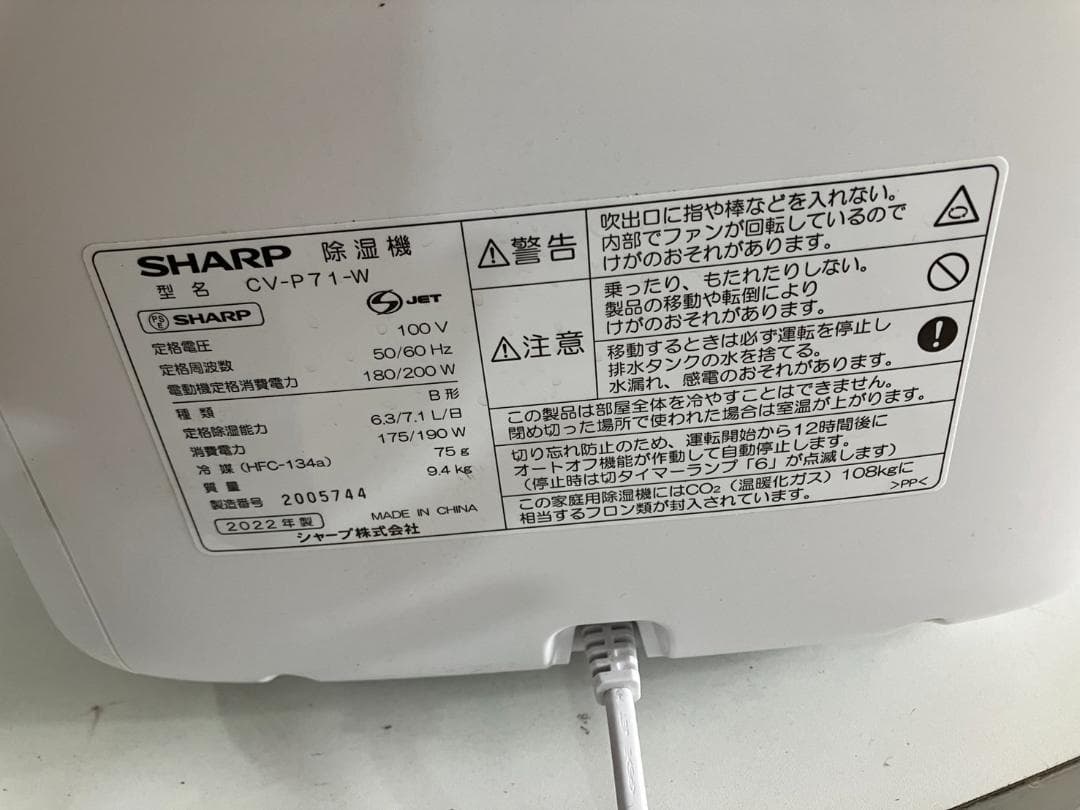 SHARP 除湿機
型名 CV-P71-W
PSE SHARP S JET
定格電圧 100 V
定格周波数 50/60 Hz
電動機定格消費電力 180/200 W
種類 B形
定格除湿能力 6.3/7.1 L/日
消費電力 175/190 W
冷媒(HFC-134a) 75 g
質量 9.4 kg
製造番号 2005744
2022年製 MADE IN CHINA
シャープ株式会社
警告
吹出口に指や棒などを入れない。
内部でファンが回転しているので
けがのおそれがあります。
注意
乗ったり、もたれたりしない。
製品の移動や転倒により
けがのおそれがあります。
移動するときは必ず運転を停止し
排水タンクの水を捨てる。
水漏れ、感電のおそれがあります。
この製品は部屋全体を冷やすことはできません。
閉め切った場所で使われた場合は室温が上がります。
切り忘れ防止のため、運転開始から12時間後に
オートオフ機能が作動して自動停止します。
(停止時は切タイマーランプ「6」が点滅します)
この家庭用除湿機にはCO₂(温暖化ガス)108kgに
相当するフロン類が封入されています。
>PP<